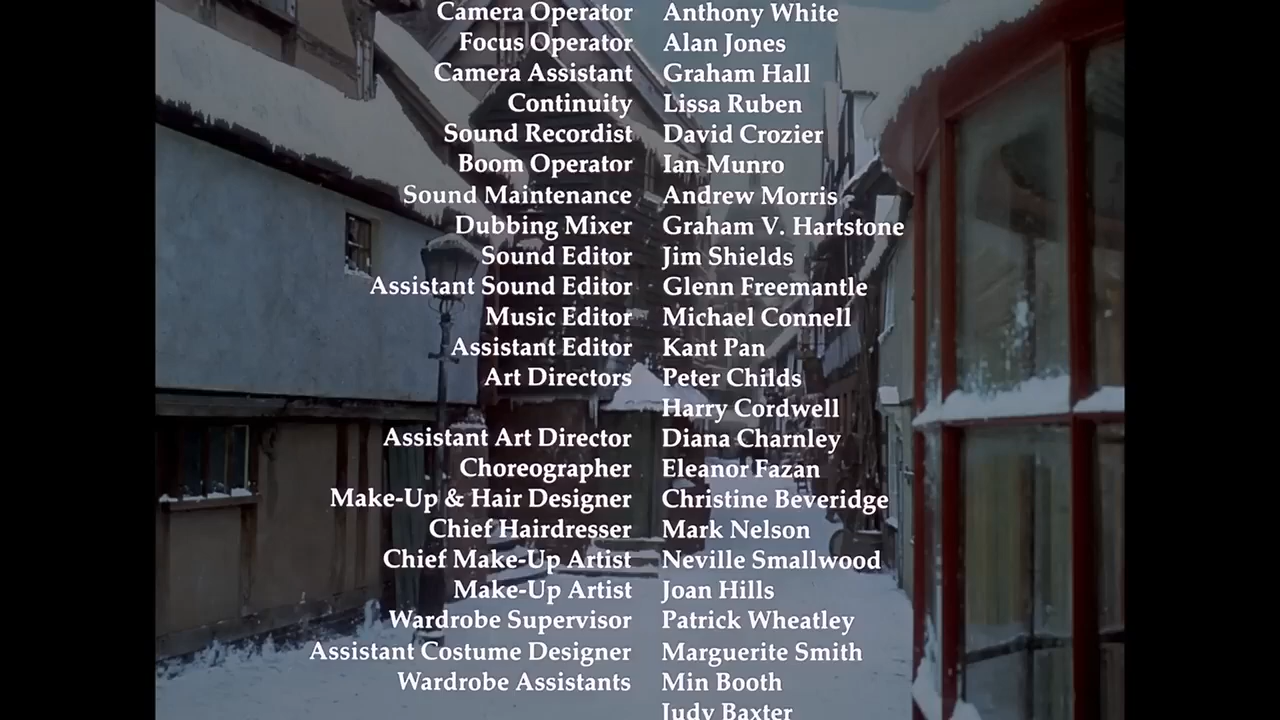 Camera Operator Anthony White
Focus Operator Alan Jones
Camera Assistant Graham Hall
Continuity Lissa Ruben
Sound Recordist David Crozier
Boom Operator Ian Munro
Sound Maintenance Andrew Morris
Dubbing Mixer Graham V. Hartstone
Sound Editor Jim Shields
Assistant Sound Editor Glenn Freemantle
Music Editor Michael Connell
Assistant Editor Kant Pan
Art Directors Peter Childs
Harry Cordwell
Assistant Art Director Diana Charnley
Choreographer Eleanor Fazan
Make-Up & Hair Designer Christine Beveridge
Chief Hairdresser Mark Nelson
Chief Make-Up Artist Neville Smallwood
Make-Up Artist Joan Hills
Wardrobe Supervisor Patrick Wheatley
Assistant Costume Designer Marguerite Smith
Wardrobe Assistants Min Booth
Judy Baxter